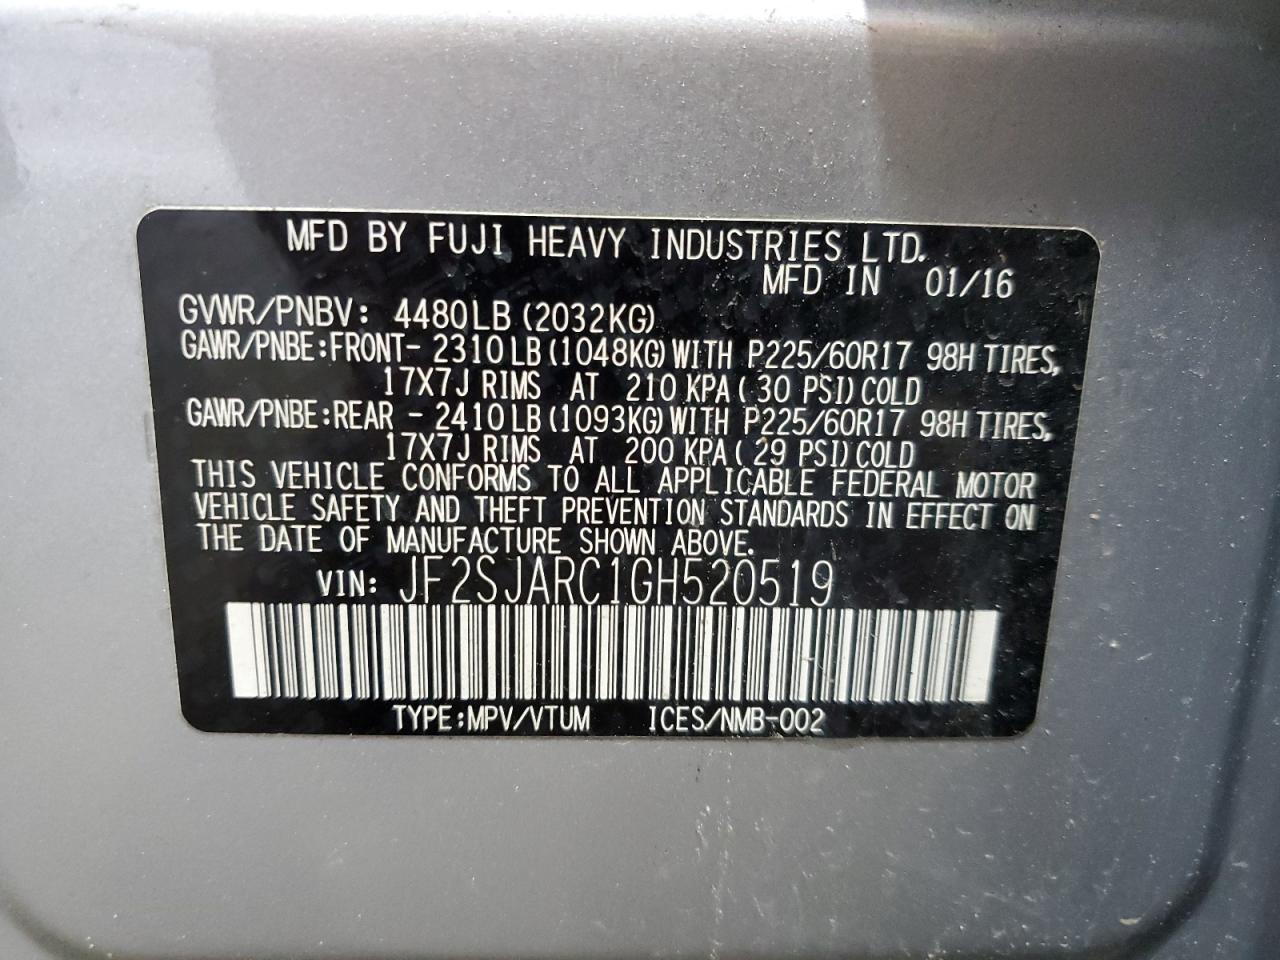 MFD BY FUJI HEAVY INDUSTRIES LTD.
MFD IN 01/16
GVWR/PNBV: 4480LB (2032KG)
GAWR/PNBE:FRONT- 2310LB (1048KG) WITH P225/60R17 98H TIRES,
17X7J RIMS AT 210 KPA ( 30 PSI) COLD
GAWR/PNBE:REAR - 2410LB (1093KG) WITH P225/60R17 98H TIRES,
17X7J RIMS AT 200 KPA ( 29 PSI) COLD
THIS VEHICLE CONFORMS TO ALL APPLICABLE FEDERAL MOTOR
VEHICLE SAFETY AND THEFT PREVENTION STANDARDS IN EFFECT ON
THE DATE OF MANUFACTURE SHOWN ABOVE.
VIN: JF2SJARC1GH520519
TYPE:MPV/VTUM ICES/NMB-002